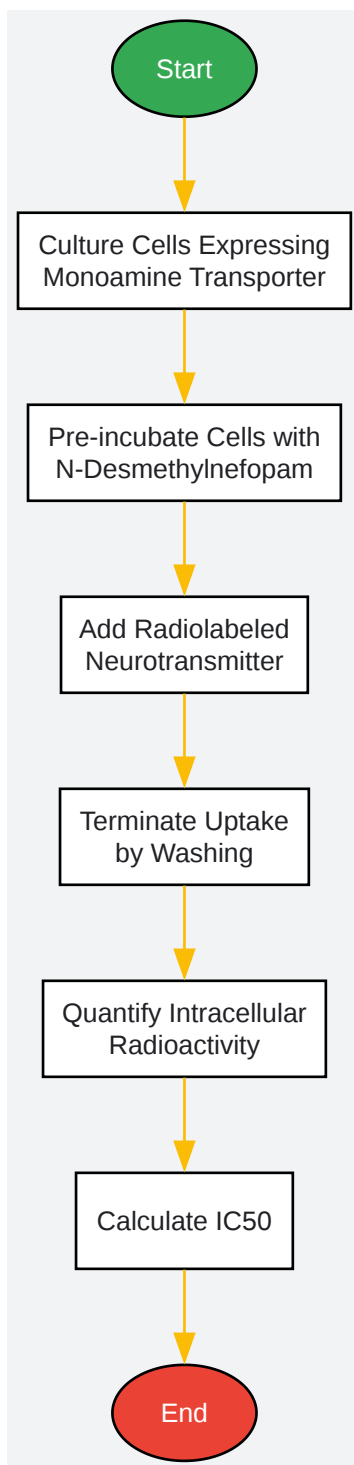 Start
Culture Cells Expressing
Monoamine Transporter
Pre-incubate Cells with
N-Desmethylnefopam
Add Radiolabeled
Neurotransmitter
Terminate Uptake
by Washing
Quantify Intracellular
Radioactivity
Calculate IC50
End